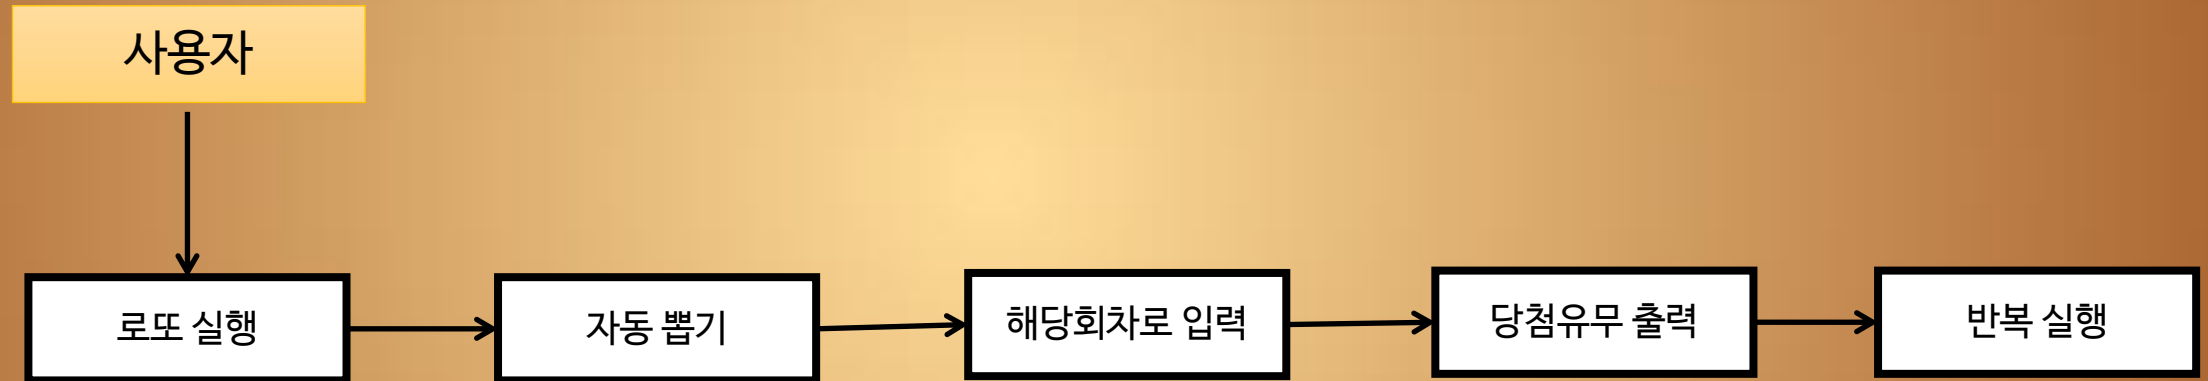 사용자
로또 실행
자동 뽑기
해당회차로 입력
당첨유무 출력
반복 실행